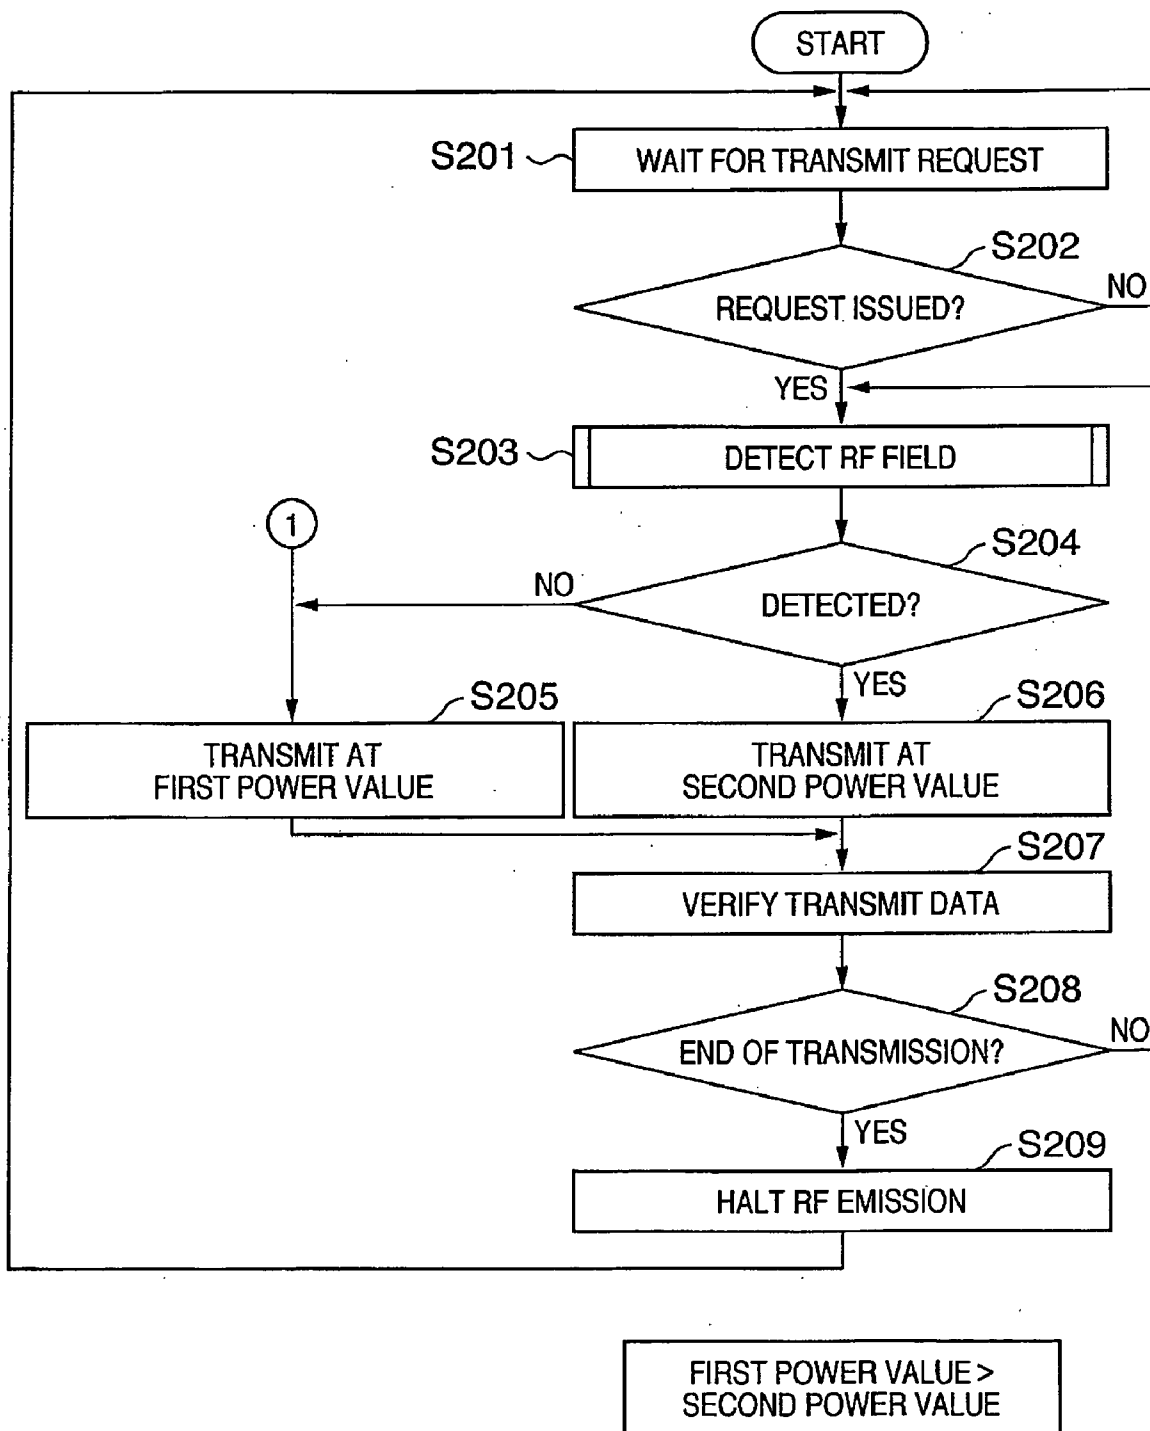 START
S201
WAIT FOR TRANSMIT REQUEST
S202
REQUEST ISSUED?
NO
YES
S203
DETECT RF FIELD
1
S204
NO
DETECTED?
YES
S205
S206
TRANSMIT AT
FIRST POWER VALUE
TRANSMIT AT
SECOND POWER VALUE
S207
VERIFY TRANSMIT DATA
S208
END OF TRANSMISSION?
NO
YES
S209
HALT RF EMISSION
FIRST POWER VALUE >
SECOND POWER VALUE